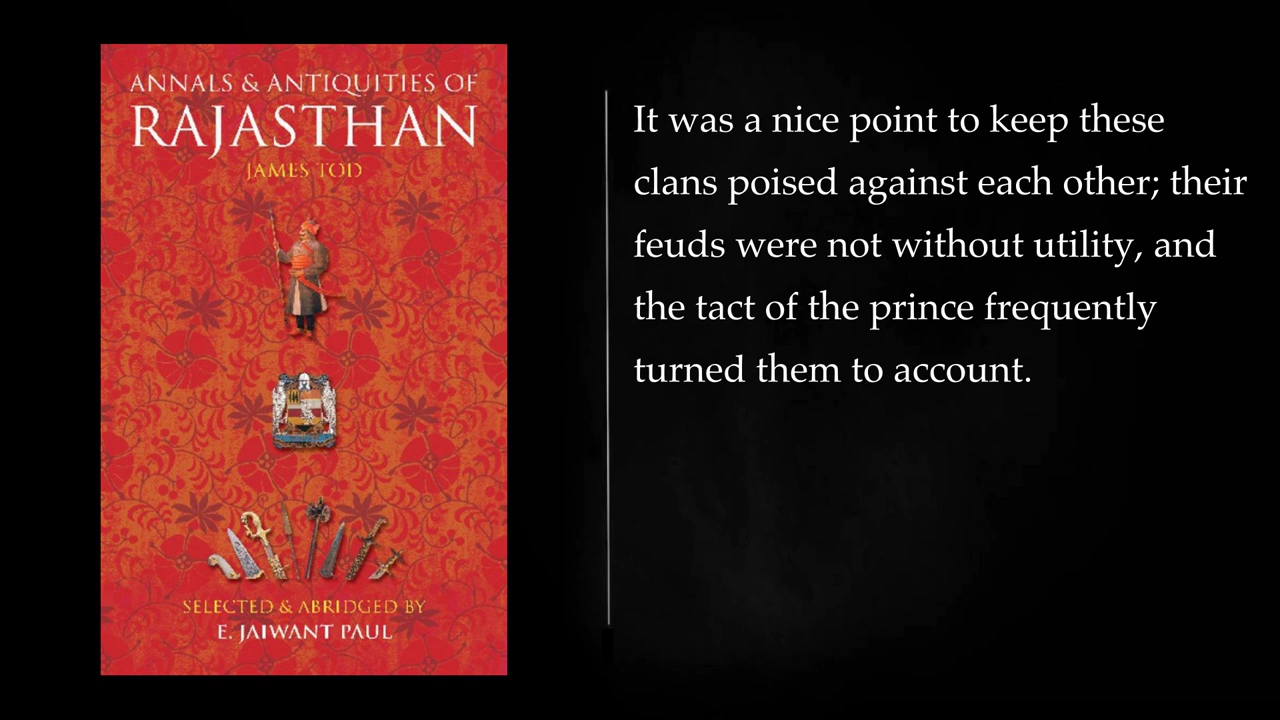 ANNALS & ANTIQUITIES OF
RAJASTHAN
JAMES TOD
SELECTED & ABRIDGED BY
E. JAIWANT PAUL
It was a nice point to keep these
clans poised against each other; their
feuds were not without utility, and
the tact of the prince frequently
turned them to account.